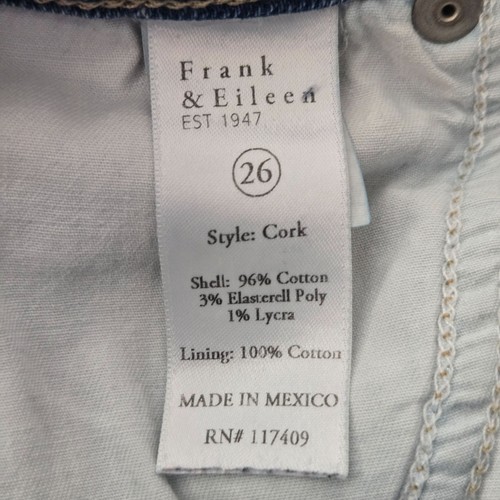 Frank
& Eileen
EST 1947
26
Style: Cork
Shell: 96% Cotton
3% Elasterell Poly
1% Lycra
Lining: 100% Cotton
MADE IN MEXICO
RN# 117409